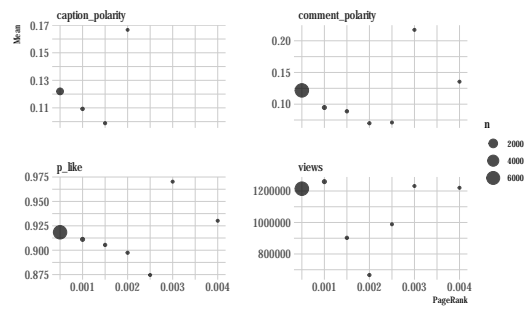 caption_polarity
comment_polarity
Mean
0.17
0.15
0.13
0.11
0.20
0.15
0.10
n
2000
4000
6000
p_like
views
0.975
0.950
0.925
0.900
0.875
1200000
1000000
800000
0.001 0.002 0.003 0.004
0.001 0.002 0.003 0.004
PageRank